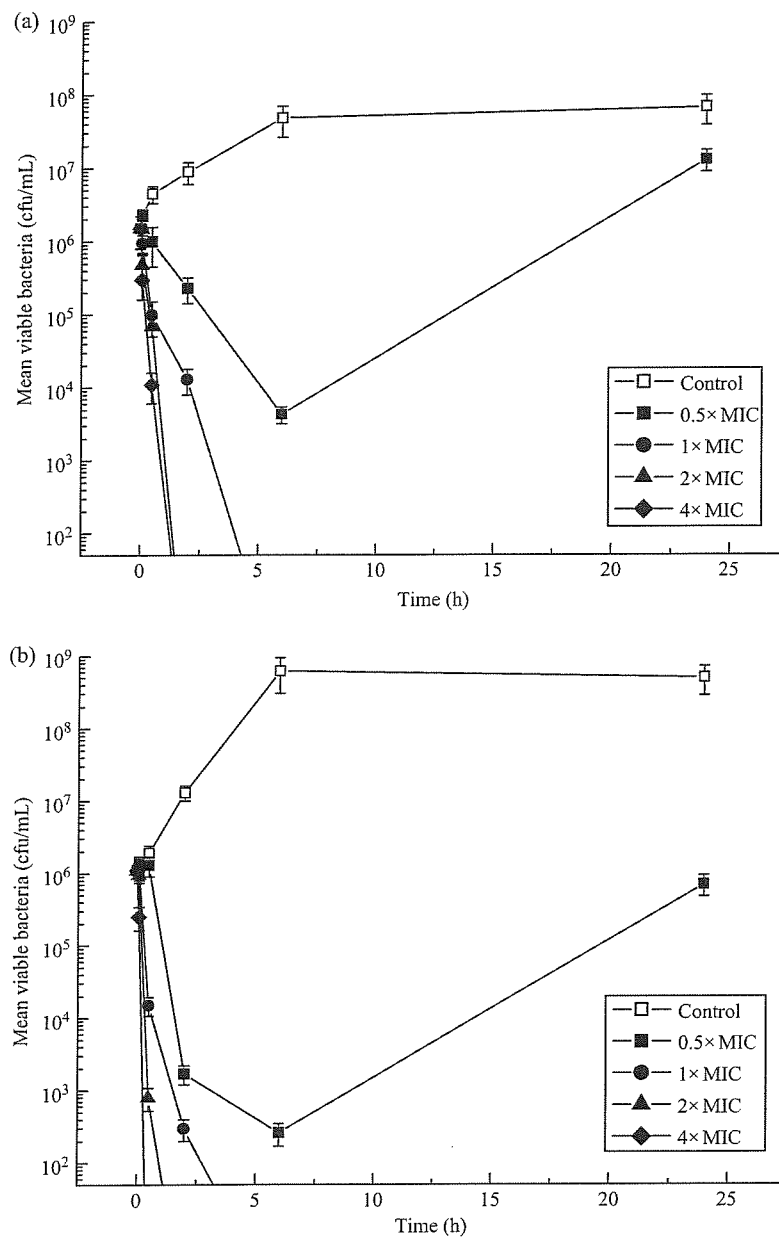 (a)
10⁹
10⁸
10⁷
10⁶
10⁵
10⁴
10³
10²
Mean viable bacteria (cfu/mL)
Control
0.5× MIC
1× MIC
2× MIC
4× MIC
0 5 10 15 20 25
Time (h)
(b)
10⁹
10⁸
10⁷
10⁶
10⁵
10⁴
10³
10²
Mean viable bacteria (cfu/mL)
Control
0.5× MIC
1× MIC
2× MIC
4× MIC
0 5 10 15 20 25
Time (h)